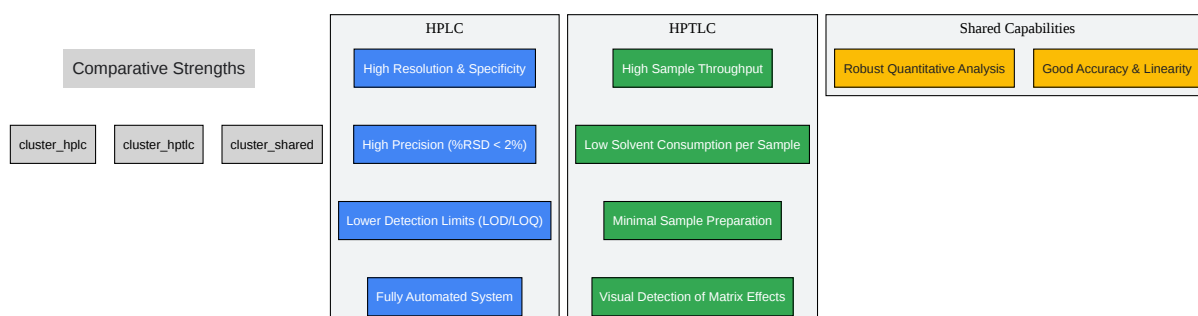 Comparative Strengths
cluster_hplc
cluster_hptlc
cluster_shared
HPLC
High Resolution & Specificity
High Precision (%RSD < 2%)
Lower Detection Limits (LOD/LOQ)
Fully Automated System
HPTLC
High Sample Throughput
Low Solvent Consumption per Sample
Minimal Sample Preparation
Visual Detection of Matrix Effects
Shared Capabilities
Robust Quantitative Analysis
Good Accuracy & Linearity